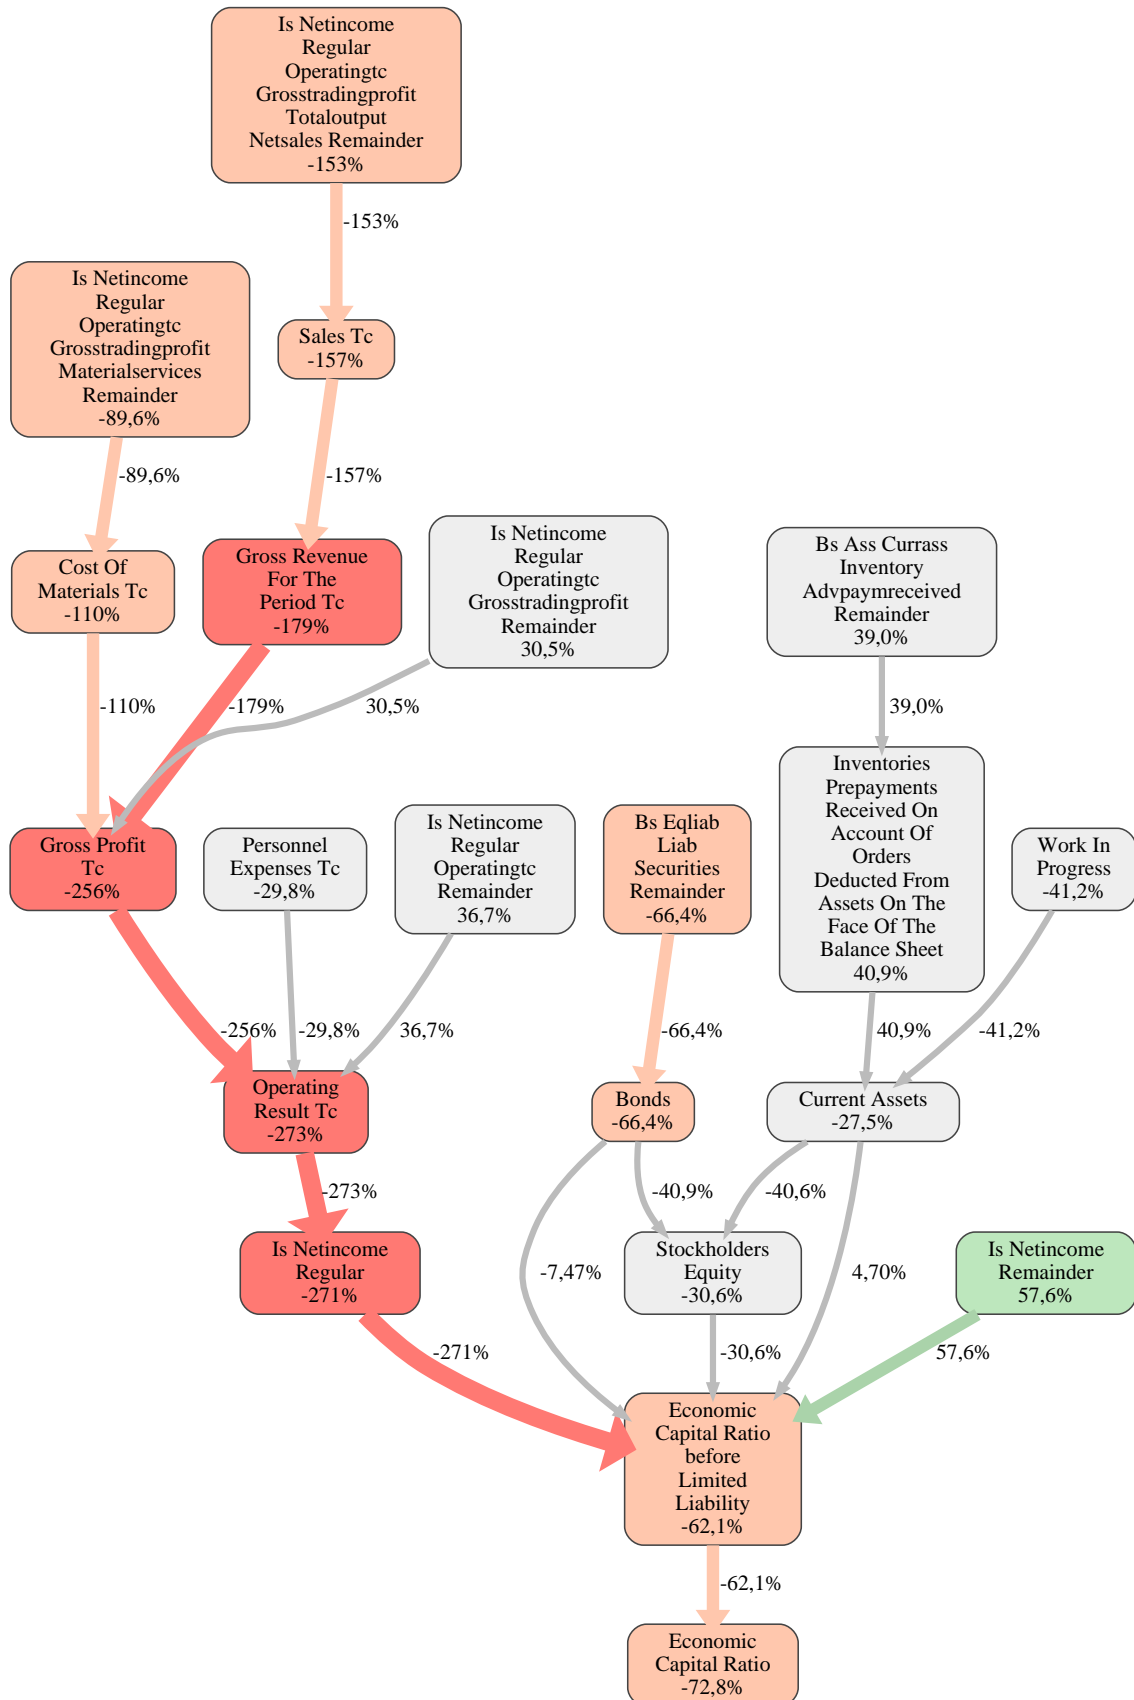 Is Netincome
Regular
Operatingtc
Grosstradingprofit
Totaloutput
Netsales Remainder
-153%
-153%
Is Netincome
Regular
Operatingtc
Grosstradingprofit
Materialservices
Remainder
-89,6%
Sales Tc
-157%
-89,6%
-157%
Cost Of
Materials Tc
-110%
Gross Revenue
For The
Period Tc
-179%
Is Netincome
Regular
Operatingtc
Grosstradingprofit
Remainder
30,5%
Bs Ass Currass
Inventory
Advpaymreceived
Remainder
39,0%
-110%
-179%
30,5%
39,0%
Gross Profit
Tc
-256%
Personnel
Expenses Tc
-29,8%
Is Netincome
Regular
Operatingtc
Remainder
36,7%
Bs Eqliab
Liab
Securities
Remainder
-66,4%
Inventories
Prepayments
Received On
Account Of
Orders
Deducted From
Assets On The
Face Of The
Balance Sheet
40,9%
Work In
Progress
-41,2%
-256%
-29,8%
36,7%
-66,4%
40,9%
-41,2%
Operating
Result Tc
-273%
Bonds
-66,4%
Current Assets
-27,5%
-273%
-40,9%
-40,6%
Is Netincome
Regular
-271%
-7,47%
Stockholders
Equity
-30,6%
4,70%
Is Netincome
Remainder
57,6%
-271%
-30,6%
57,6%
Economic
Capital Ratio
before
Limited
Liability
-62,1%
-62,1%
Economic
Capital Ratio
-72,8%